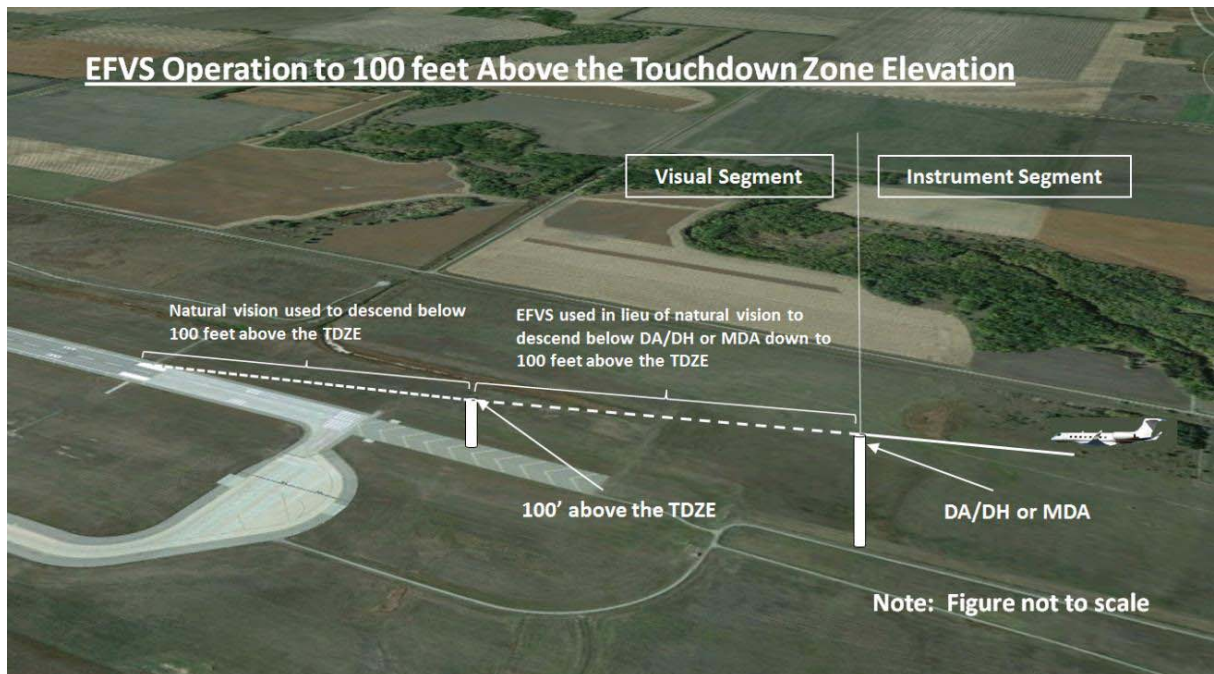 EFVS Operation to 100 feet Above the Touchdown Zone Elevation
Visual Segment
Instrument Segment
Natural vision used to descend below
100 feet above the TDZE
EFVS used in lieu of natural vision to
descend below DA/DH or MDA down to
100 feet above the TDZE
100’ above the TDZE
DA/DH or MDA
Note:  Figure not to scale